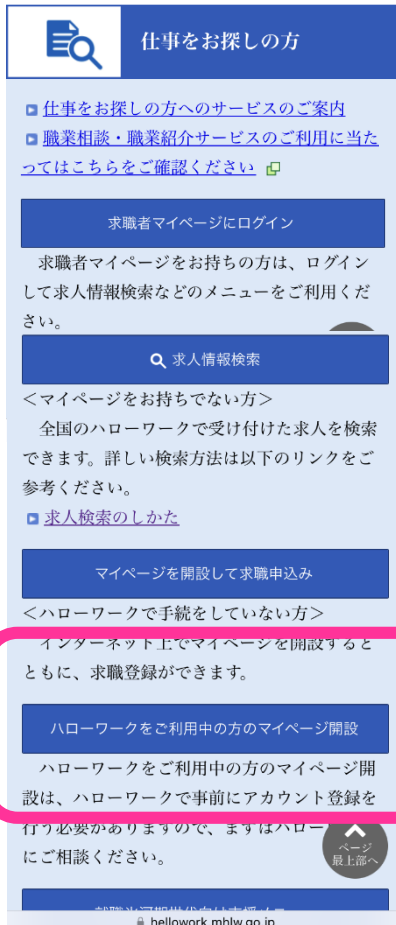 仕事をお探しの方
仕事をお探しの方へのサービスのご案内
職業相談・職業紹介サービスのご利用に当た
ってはこちらをご確認ください
求職者マイページにログイン
求職者マイページをお持ちの方は、ログイン
して求人情報検索などのメニューをご利用くだ
さい。
求人情報検索
＜マイページをお持ちでない方＞
全国のハローワークで受け付けた求人を検索
できます。詳しい検索方法は以下のリンクをご
参考ください。
求人検索のしかた
マイページを開設して求職申込み
＜ハローワークで手続をしていない方＞
インターネット上でマイページを開設すると
ともに、求職登録ができます。
ハローワークをご利用中の方のマイページ開設
ハローワークをご利用中の方のマイページ開
設は、ハローワークで事前にアカウント登録を
行う必要がありますので、まずはハロー
にご相談ください。
ページ
最上部へ
hellowork.mhlw.go.jp